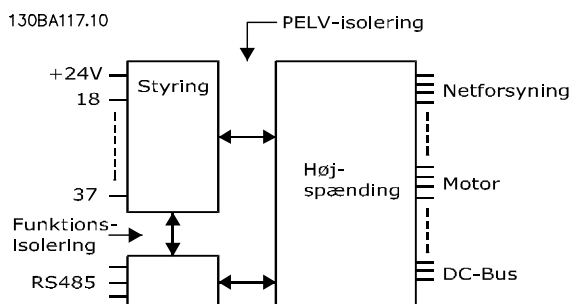 130BA117.10
PELV-isolering
+24V
Styring
18
Netforsyning
Høj-
spænding
37
Motor
Funktions-
isolering
RS485
DC-Bus